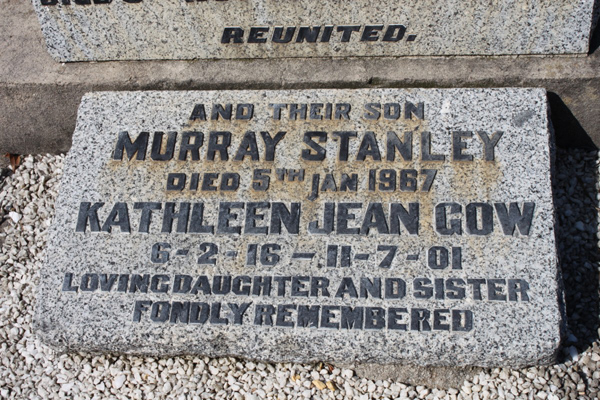 REUNITED.
AND THEIR SON
MURRAY STANLEY
DIED 5TH JAN 1967
KATHLEEN JEAN GOW
6-2-16-11-7-01
LOVING DAUGHTER AND SISTER
FONDLY REMEMBERED